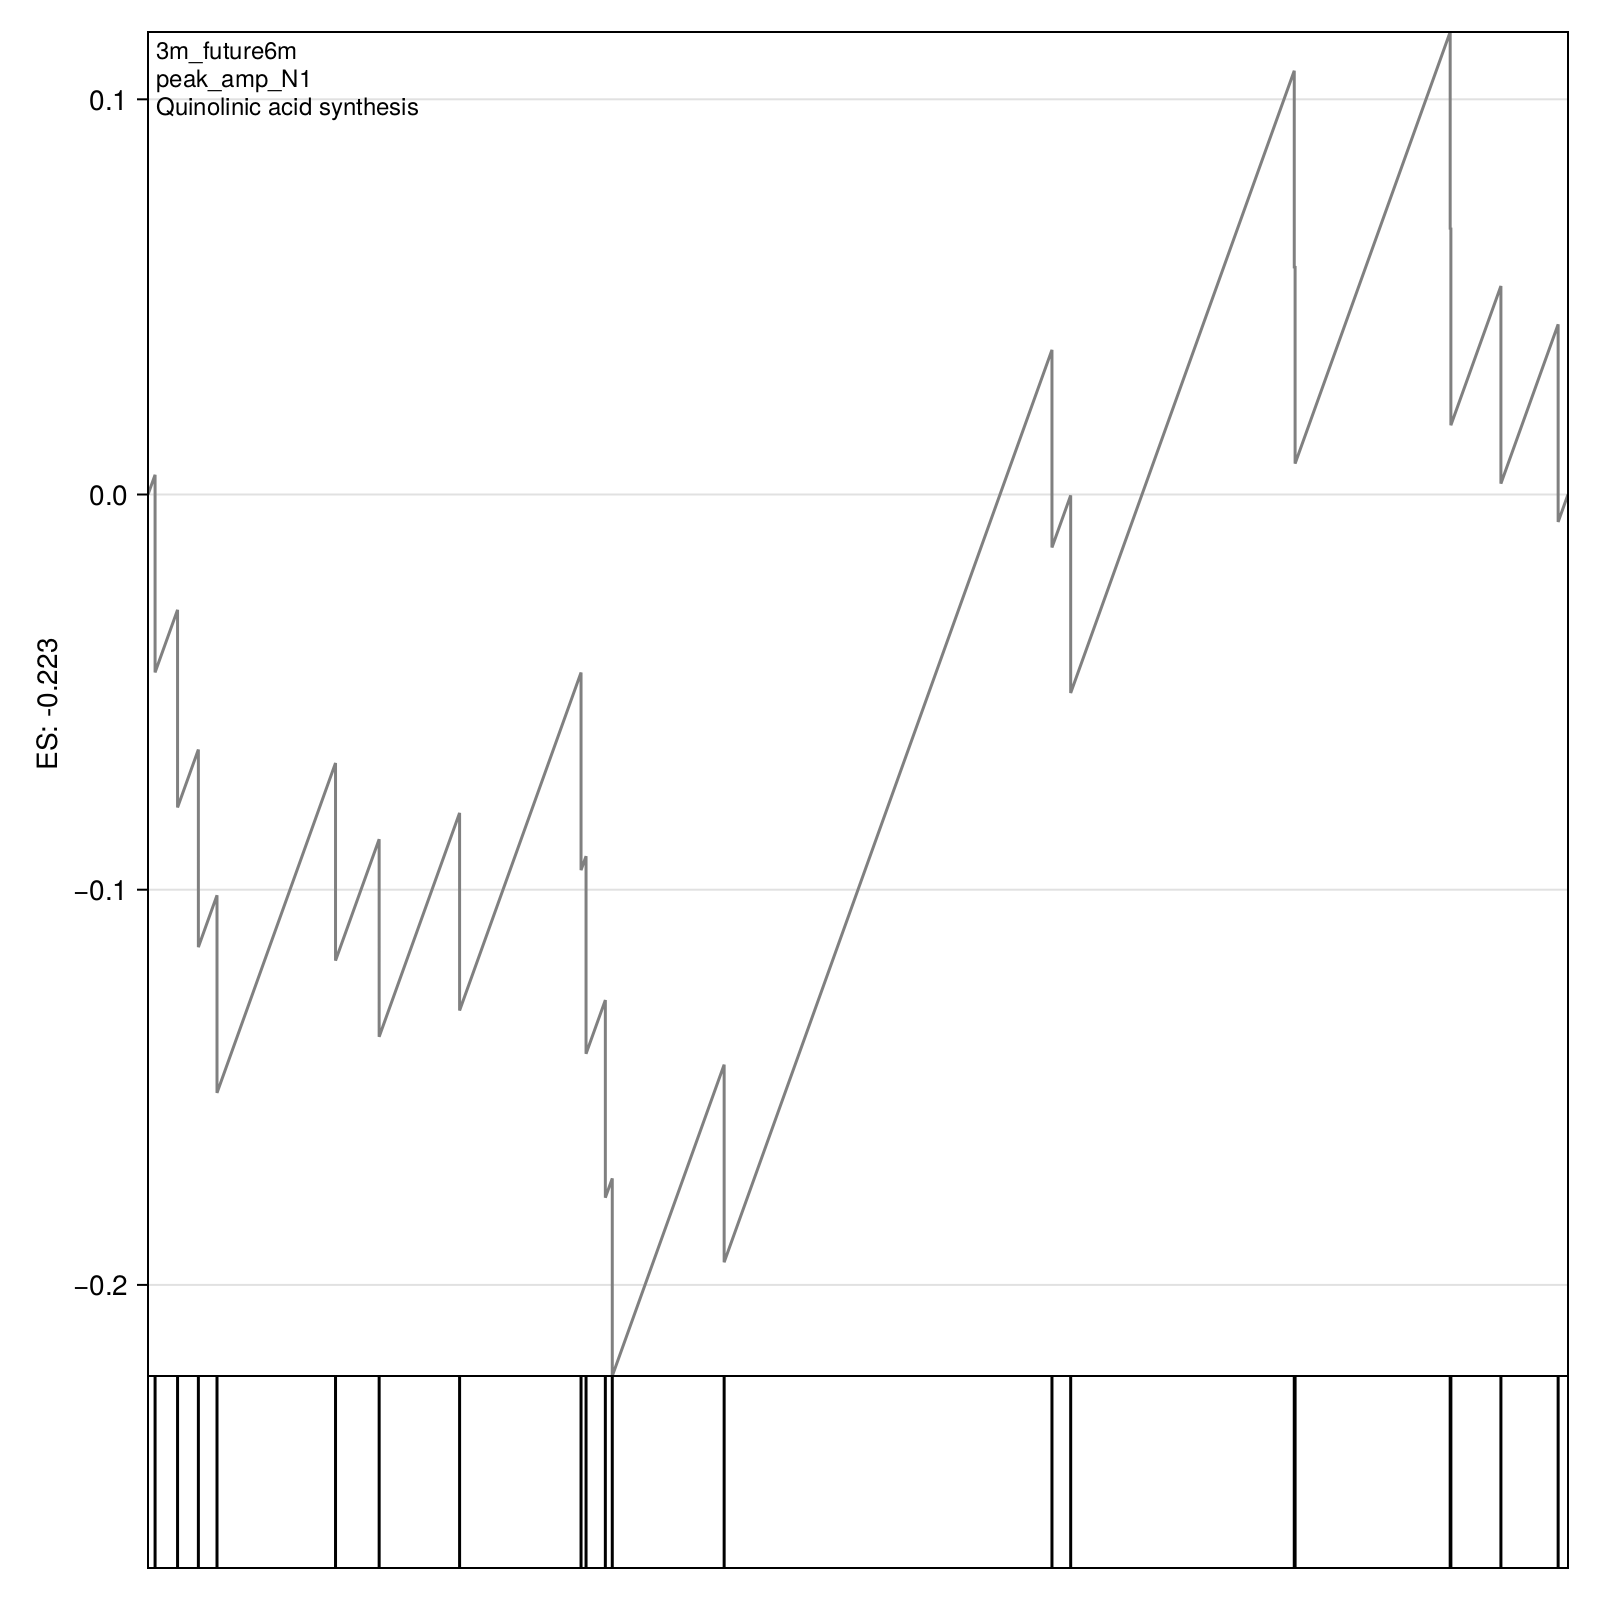 3m_future6m
peak_amp_N1
Quinolinic acid synthesis
0.1
0.0
−0.1
−0.2
ES: -0.223